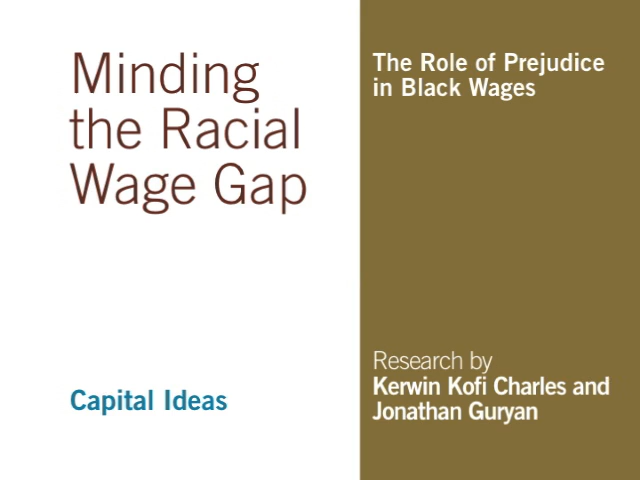 Minding
the Racial
Wage Gap
Capital Ideas
The Role of Prejudice
in Black Wages
Research by
Kerwin Kofi Charles and
Jonathan Guryan